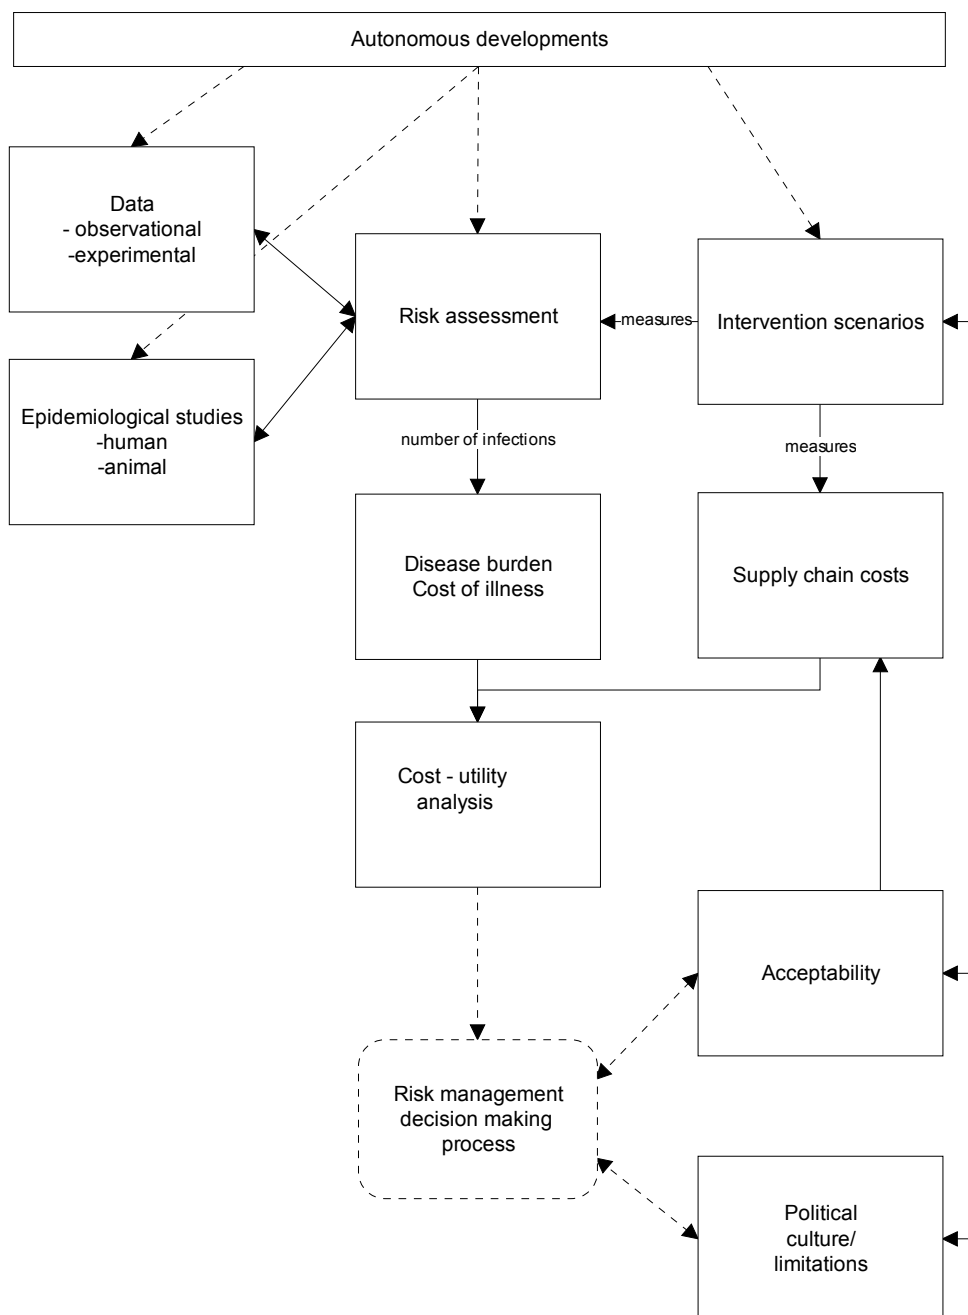 Autonomous developments
Data
- observational
-experimental
Risk assessment
measures
Intervention scenarios
Epidemiological studies
-human
-animal
number of infections
measures
Disease burden
Cost of illness
Supply chain costs
Cost - utility
analysis
Acceptability
Risk management
decision making
process
Political
culture/
limitations